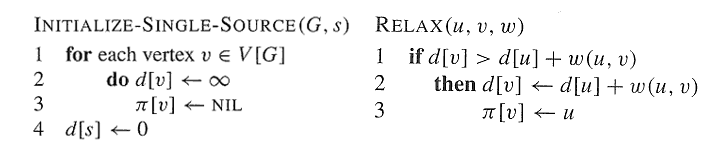 INITIALIZE-SINGLE-SOURCE(G, s)
1 for each vertex v ∈ V[G]
2 do d[v] ← ∞
3 π[v] ← NIL
4 d[s] ← 0
RELAX(u, v, w)
1 if d[v] > d[u] + w(u, v)
2 then d[v] ← d[u] + w(u, v)
3 π[v] ← u